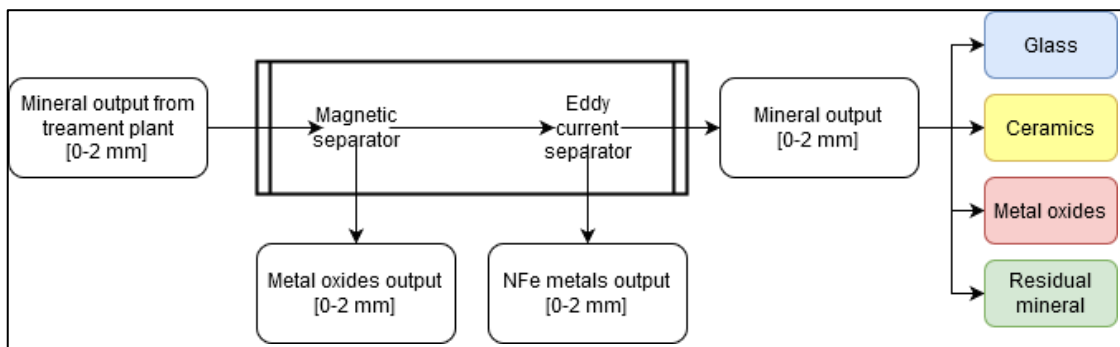 Mineral output from
treament plant
[0-2 mm]
Magnetic
separator
Eddy
current
separator
Mineral output
[0-2 mm]
Metal oxides output
[0-2 mm]
NFe metals output
[0-2 mm]
Glass
Ceramics
Metal oxides
Residual
mineral